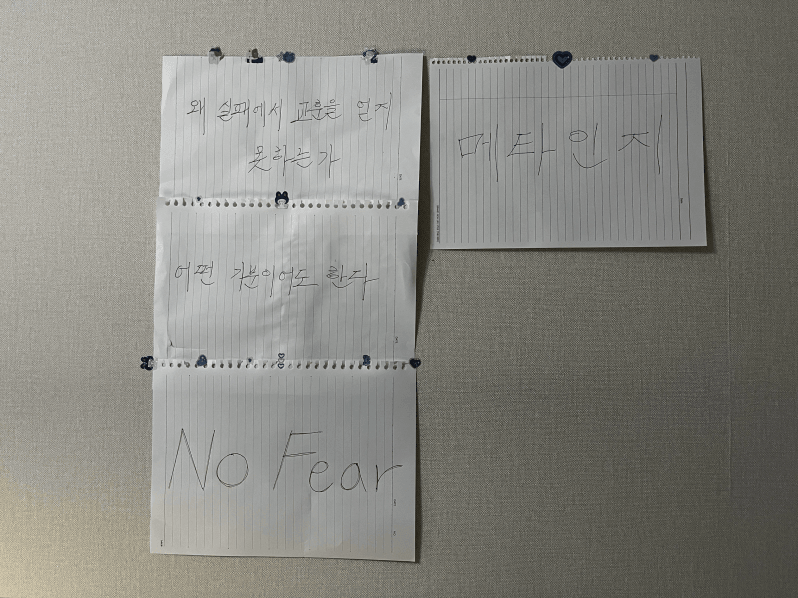 왜 실패에서 교훈을 얻지
못하는가
어떤 기분이어도 한다
No Fear
메타인지